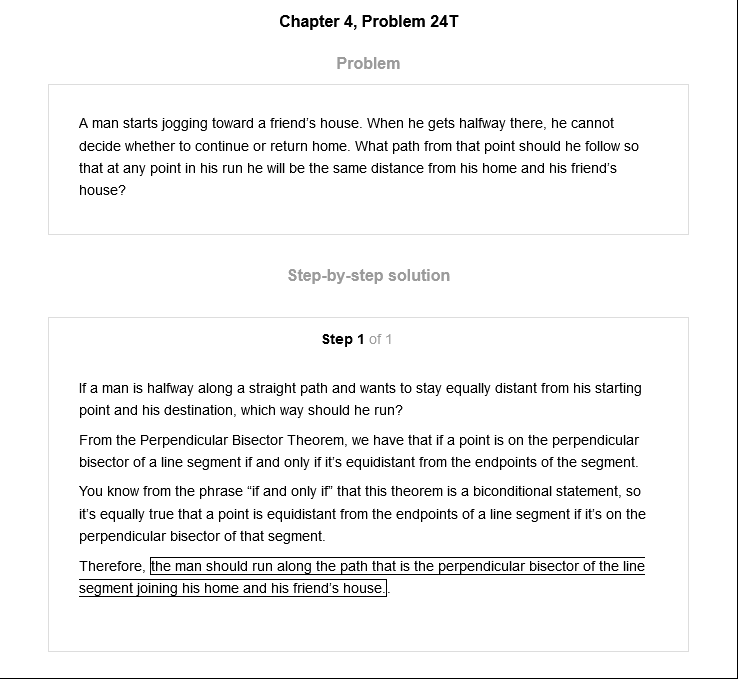 Chapter 4, Problem 24T
Problem
A man starts jogging toward a friend’s house. When he gets halfway there, he cannot
decide whether to continue or return home. What path from that point should he follow so
that at any point in his run he will be the same distance from his home and his friend’s
house?
Step-by-step solution
Step 1 of 1
If a man is halfway along a straight path and wants to stay equally distant from his starting
point and his destination, which way should he run?
From the Perpendicular Bisector Theorem, we have that if a point is on the perpendicular
bisector of a line segment if and only if it’s equidistant from the endpoints of the segment.
You know from the phrase “if and only if” that this theorem is a biconditional statement, so
it’s equally true that a point is equidistant from the endpoints of a line segment if it’s on the
perpendicular bisector of that segment.
Therefore, the man should run along the path that is the perpendicular bisector of the line
segment joining his home and his friend’s house..